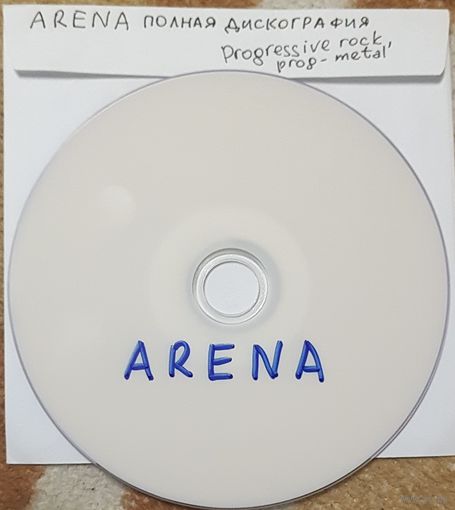 ARENA ПОЛНАЯ ДИСКОГРАФИЯ
Progressive rock,
prog-metal
ARENA